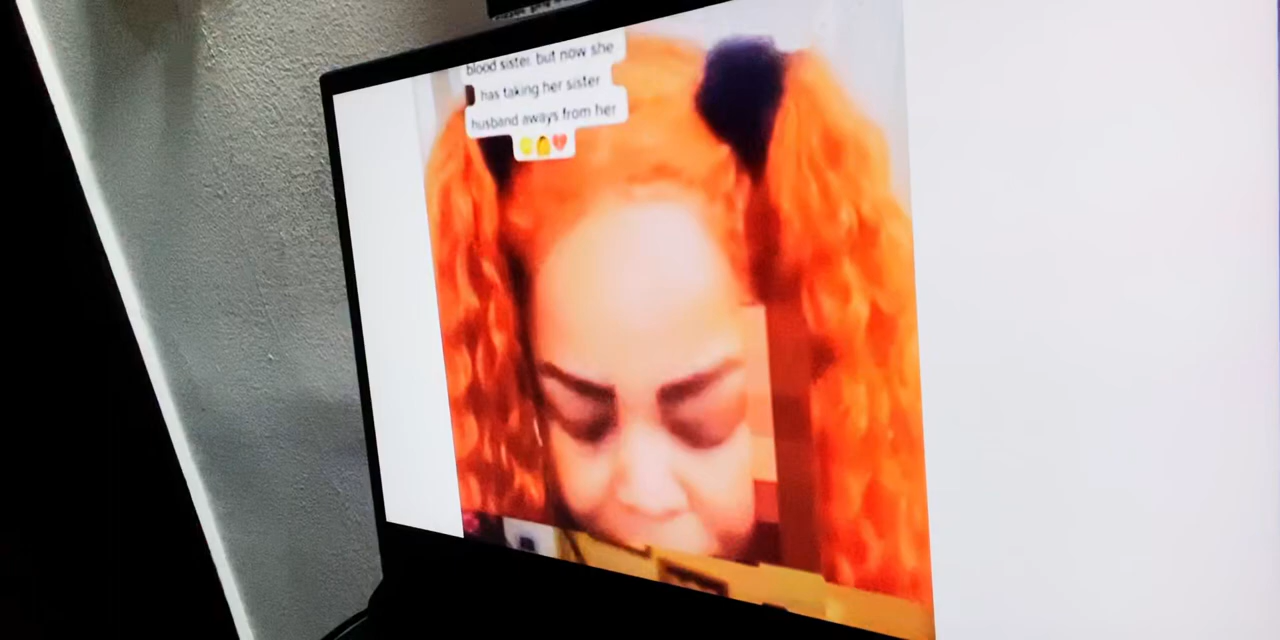 blood sister. but now she
has taking her sister
husband aways from her